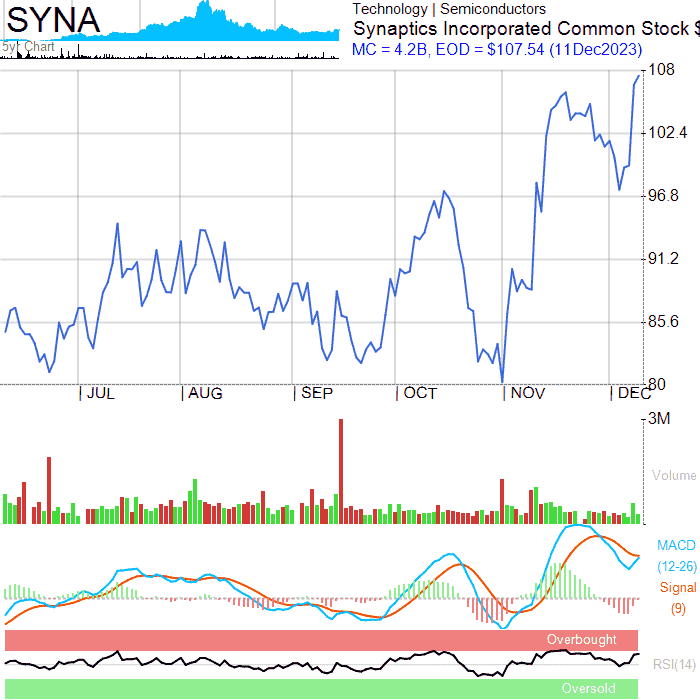 SYNA
5yr Chart
Technology | Semiconductors
Synaptics Incorporated Common Stock $
MC = 4.2B, EOD = $107.54 (11Dec2023)
108
102.4
96.8
91.2
85.6
80
JUL AUG SEP OCT NOV DEC
3M
Volume
MACD
(12-26)
Signal
(9)
Overbought
RSI(14)
Oversold